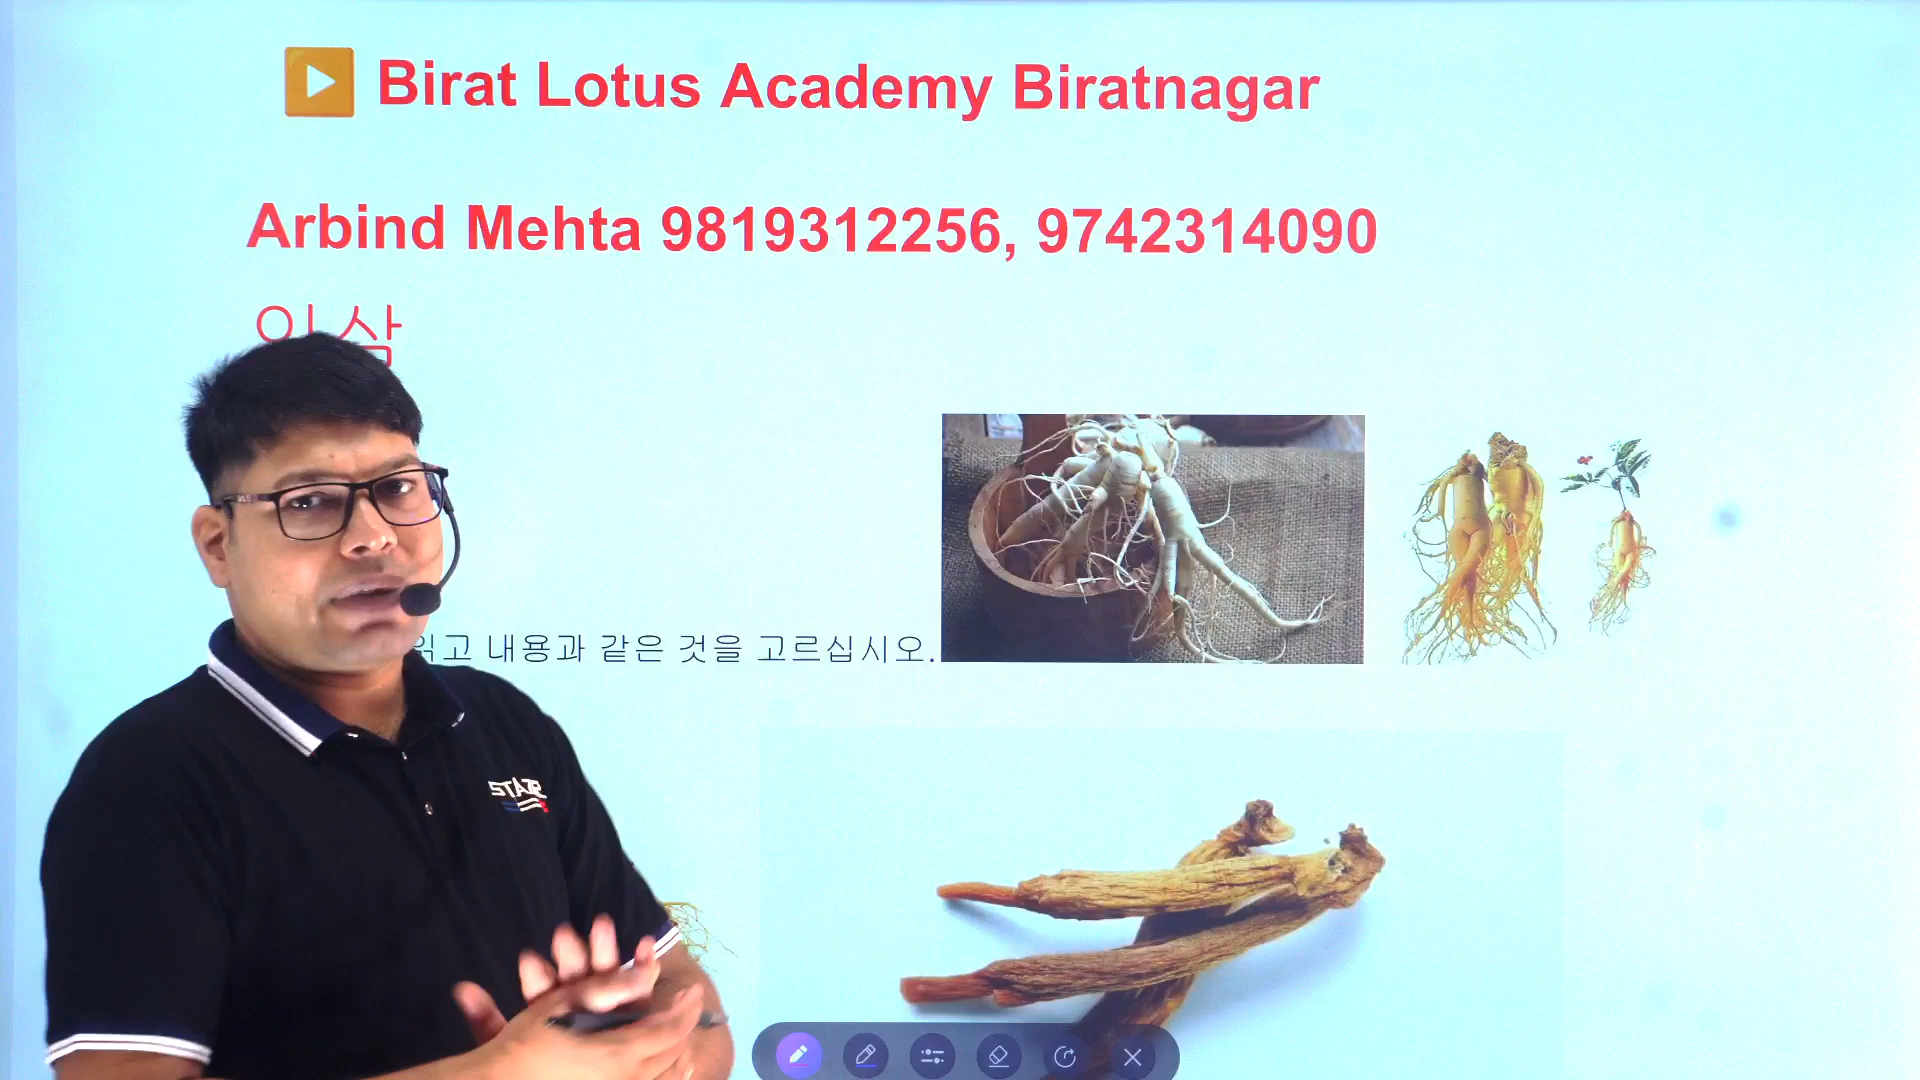 Birat Lotus Academy Biratnagar
Arbind Mehta 9819312256, 9742314090
인삼
읽고 내용과 같은 것을 고르십시오.